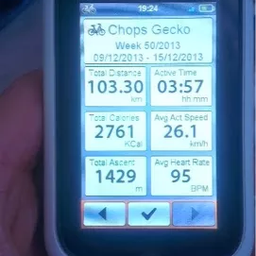 19:24
Chops Gecko
Week 50/2013
09/12/2013 - 15/12/2013
Total Distance
103.30
km
Active Time
03:57
hh:mm
Total Calories
2761
KCal
Avg Act Speed
26.1
km/h
Total Ascent
1429
m
Avg Heart Rate
95
BPM